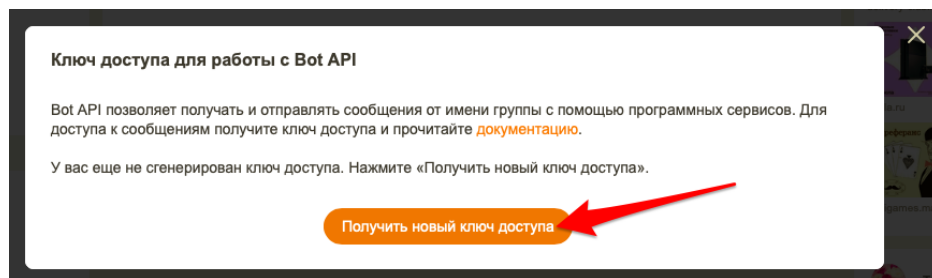 Ключ доступа для работы с Bot API
Bot API позволяет получать и отправлять сообщения от имени группы с помощью программных сервисов. Для
доступа к сообщениям получите ключ доступа и прочитайте документацию.
У вас еще не сгенерирован ключ доступа. Нажмите «Получить новый ключ доступа».
Получить новый ключ доступа